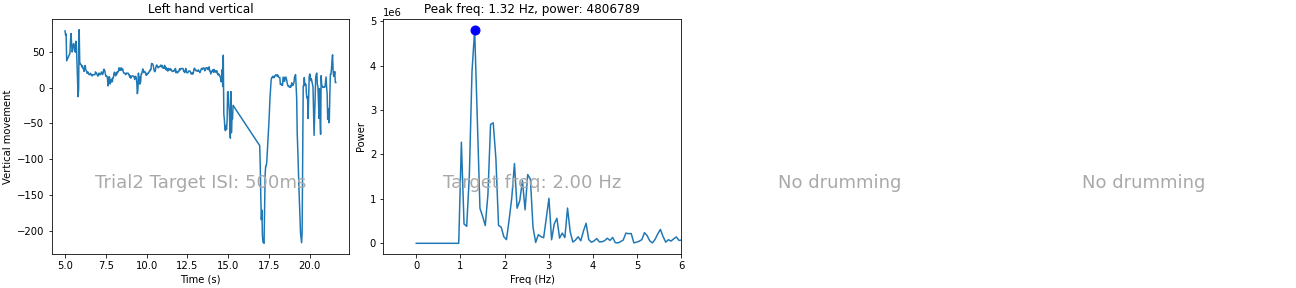 Left hand vertical
Vertical movement
50
0
−50
−100
−150
−200
5.0 7.5 10.0 12.5 15.0 17.5 20.0
Time (s)
Trial2 Target ISI: 500ms
Peak freq: 1.32 Hz, power: 4806789
1e6
Power
5
4
3
2
1
0
0 1 2 3 4 5 6
Freq (Hz)
Target freq: 2.00 Hz
No drumming
No drumming